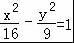 x²/16 - y²/9 = 1